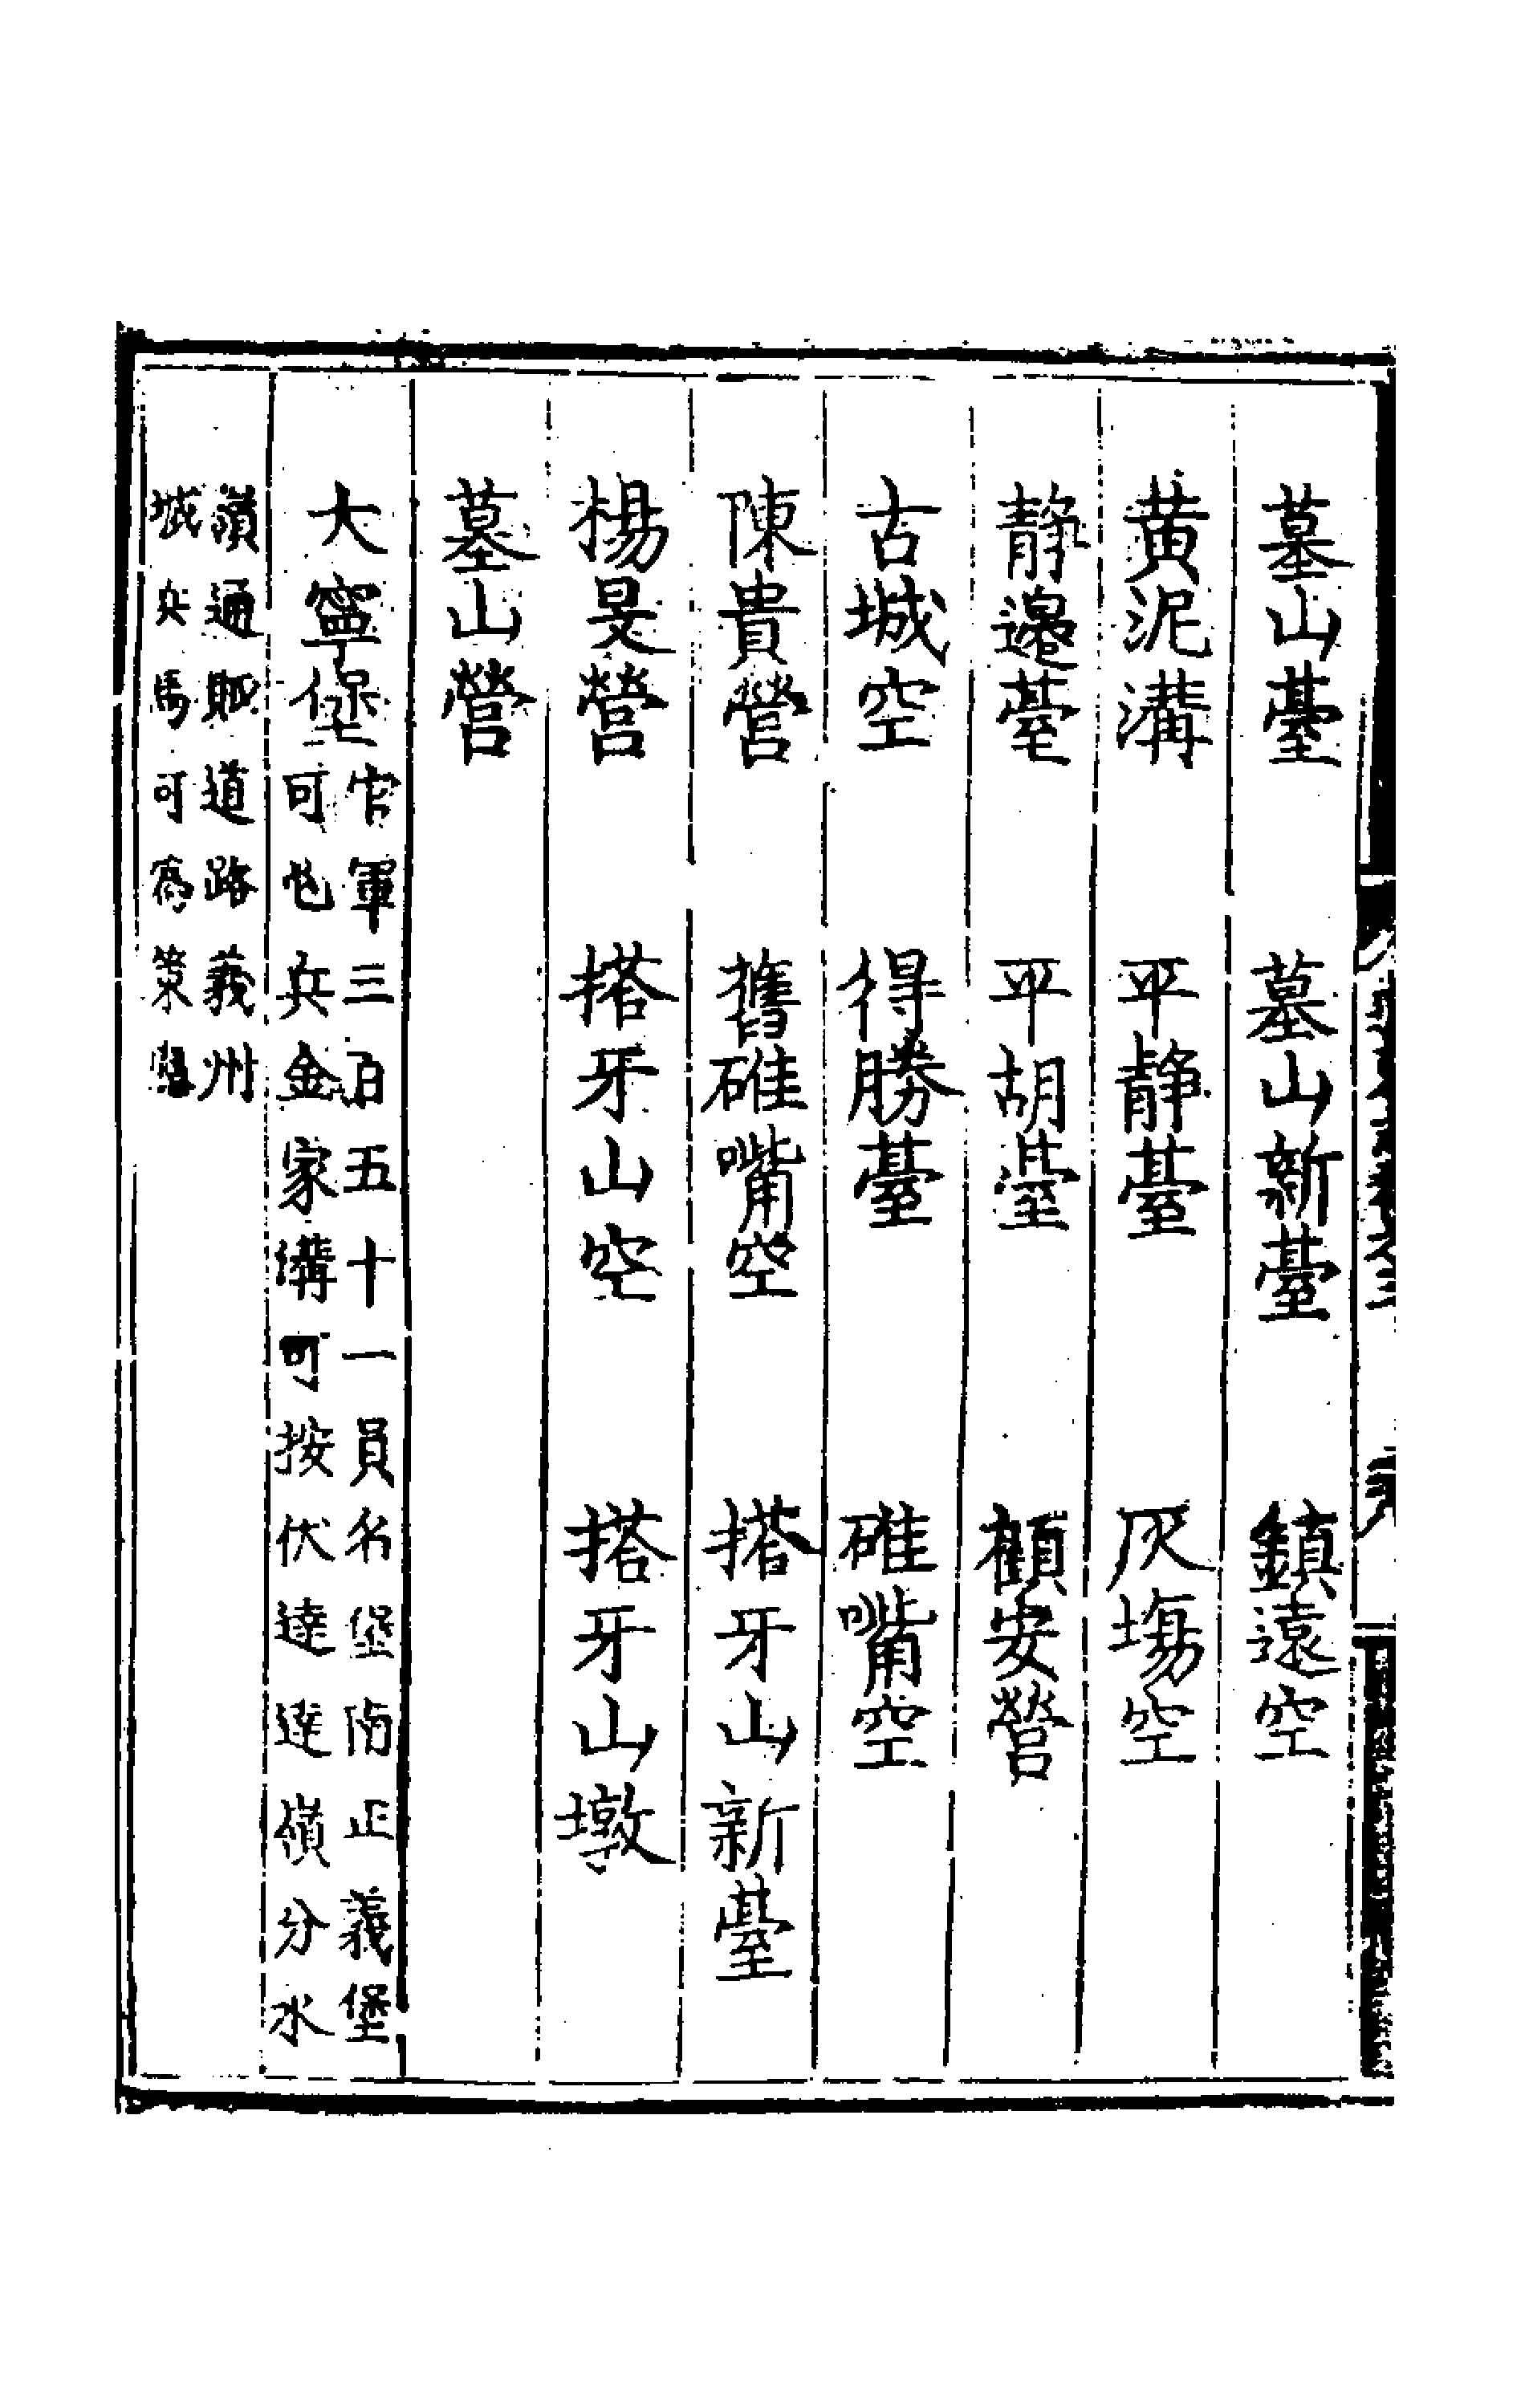 墓山臺　墓山新臺　鎮遠空
黄泥溝　平靜臺　灰場空
靜邊臺　平胡臺　顧安營
古城空　得勝臺　碓嘴空
陳貴營　舊碓嘴空　搭牙山新臺
楊旻營　搭牙山空　搭牙山墩
墓山營
大寧堡
官軍三百五十一員名堡南正義堡
可屯兵金家溝可按伏達達嶺分水
嶺通賊道路義州
城兵馬可為策應